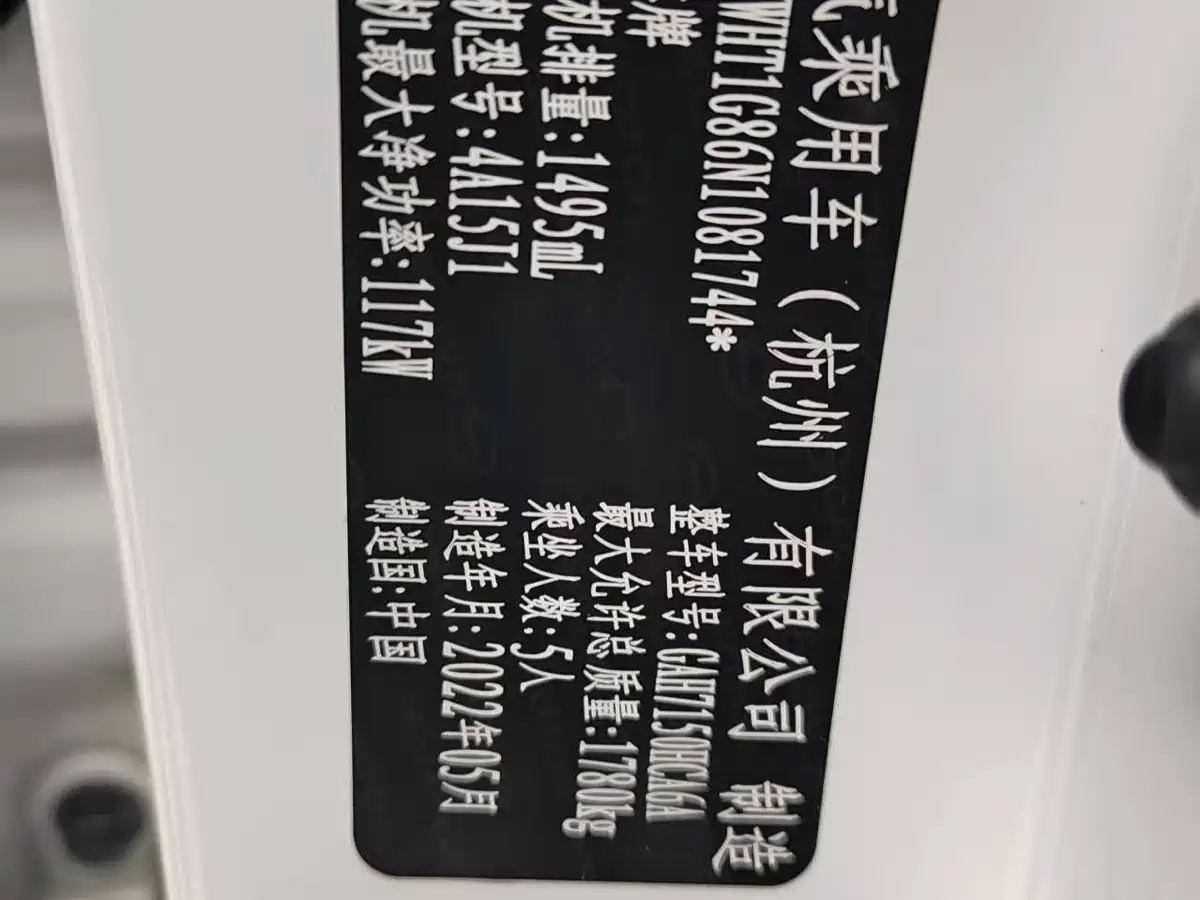 汽乘用车（杭州）有限公司 制造
WHT1G86N1081744*
牌
整车型号:GAH7150HCA6A
机排量:1495mL
最大允许总质量:1780kg
机型号:4A15J1
乘坐人数:5人
机最大净功率:117kW
制造年月:2022年05月
制造国:中国